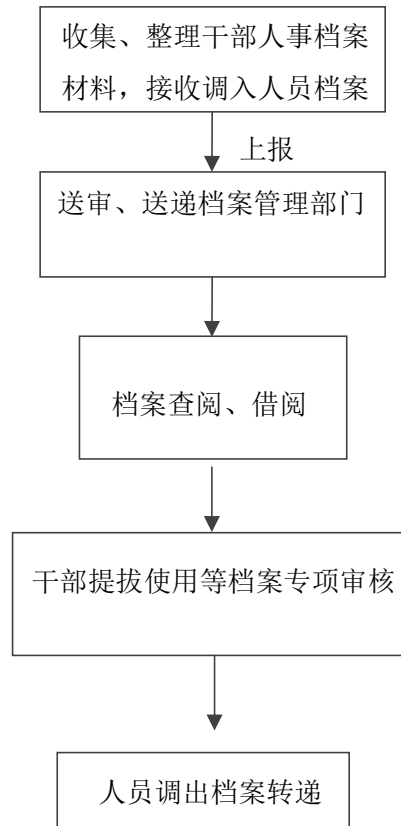 收集、整理干部人事档案
材料，接收调入人员档案
上报
送审、送递档案管理部门
档案查阅、借阅
干部提拔使用等档案专项审核
人员调出档案转递